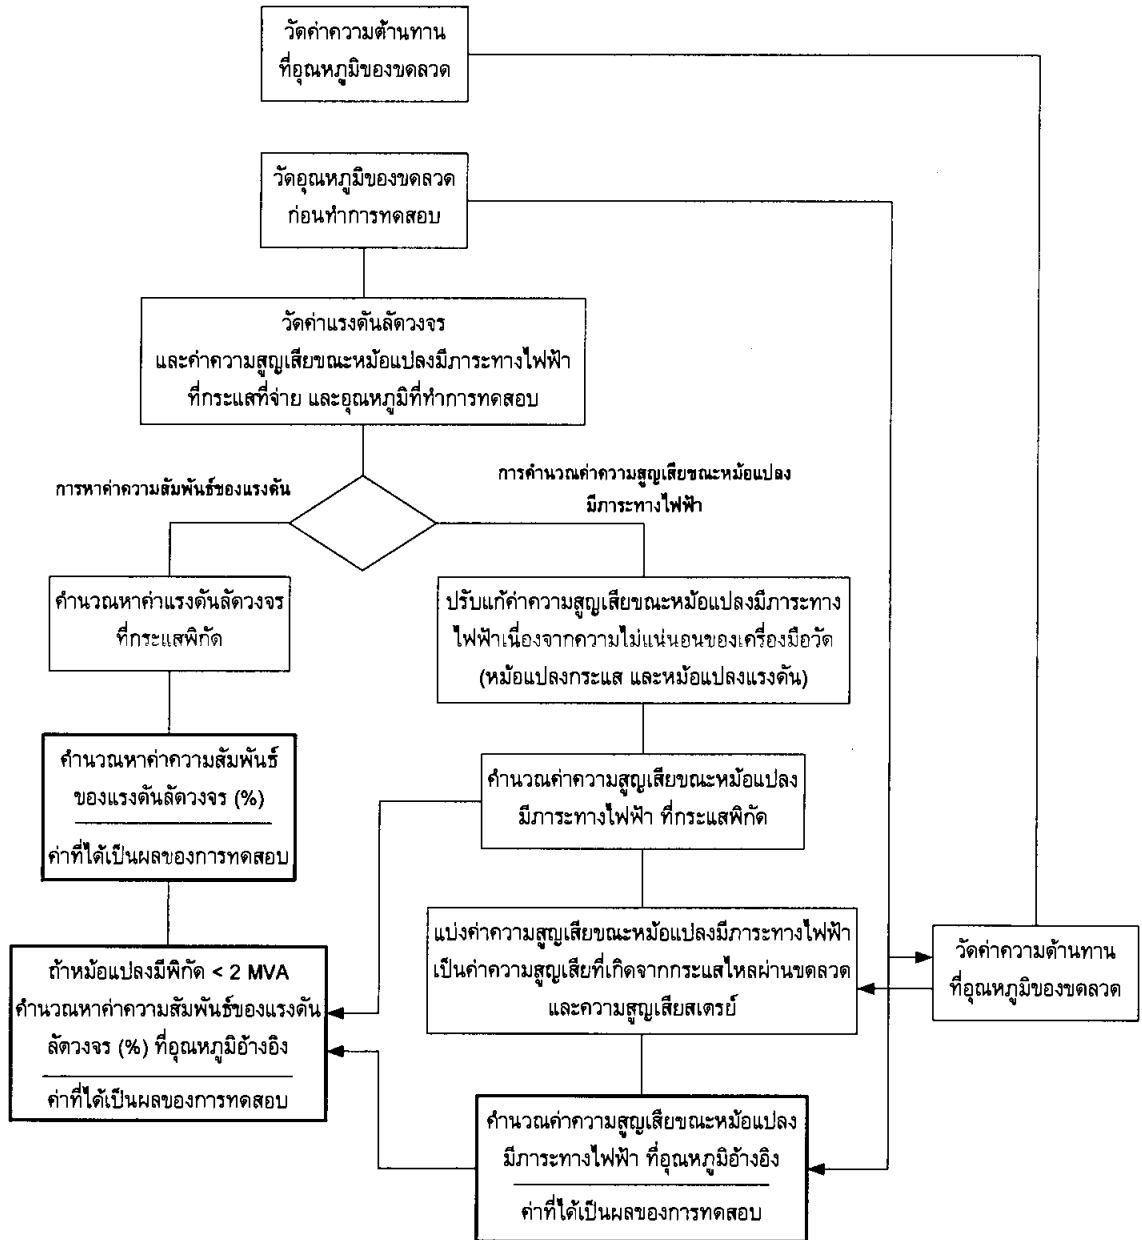 วัดค่าความต้านทาน
ที่อุณหภูมิของขดลวด
วัดอุณหภูมิของขดลวด
ก่อนทำการทดสอบ
วัดค่าแรงดันลัดวงจร
และค่าความสูญเสียขณะหม้อแปลงมีภาระทางไฟฟ้า
ที่กระแสที่จ่าย และอุณหภูมิที่ทำการทดสอบ
การหาค่าความสัมพันธ์ของแรงดัน
การคำนวณค่าความสูญเสียขณะหม้อแปลง
มีภาระทางไฟฟ้า
คำนวณหาค่าแรงดันลัดวงจร
ที่กระแสพิกัด
ปรับแก้ค่าความสูญเสียขณะหม้อแปลงมีภาระทาง
ไฟฟ้าเนื่องจากความไม่แน่นอนของเครื่องมือวัด
(หม้อแปลงกระแส และหม้อแปลงแรงดัน)
คำนวณหาค่าความสัมพันธ์
ของแรงดันลัดวงจร (%)
ค่าที่ได้เป็นผลของการทดสอบ
คำนวณค่าความสูญเสียขณะหม้อแปลง
มีภาระทางไฟฟ้า ที่กระแสพิกัด
แบ่งค่าความสูญเสียขณะหม้อแปลงมีภาระทางไฟฟ้า
เป็นค่าความสูญเสียที่เกิดจากกระแสไหลผ่านขดลวด
และความสูญเสียสเตรย์
วัดค่าความต้านทาน
ที่อุณหภูมิของขดลวด
ถ้าหม้อแปลงมีพิกัด < 2 MVA
คำนวณหาค่าความสัมพันธ์ของแรงดัน
ลัดวงจร (%) ที่อุณหภูมิอ้างอิง
ค่าที่ได้เป็นผลของการทดสอบ
คำนวณค่าความสูญเสียขณะหม้อแปลง
มีภาระทางไฟฟ้า ที่อุณหภูมิอ้างอิง
ค่าที่ได้เป็นผลของการทดสอบ